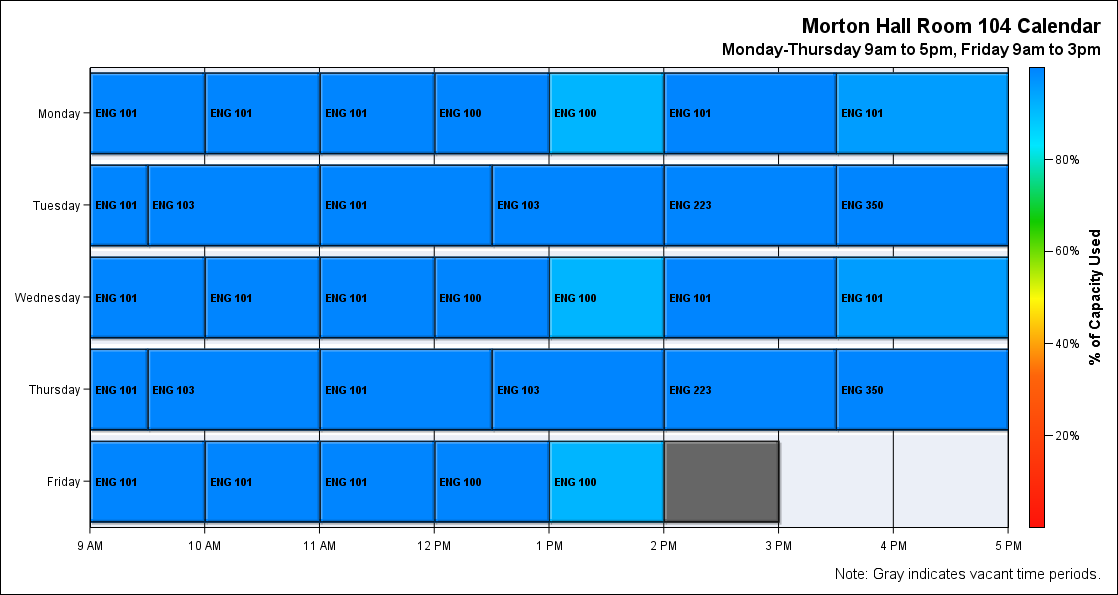 Morton Hall Room 104 Calendar
Monday-Thursday 9am to 5pm, Friday 9am to 3pm
Monday ENG 101 ENG 101 ENG 101 ENG 100 ENG 100 ENG 101 ENG 101
Tuesday ENG 101 ENG 103 ENG 101 ENG 103 ENG 223 ENG 350
Wednesday ENG 101 ENG 101 ENG 101 ENG 100 ENG 100 ENG 101 ENG 101
Thursday ENG 101 ENG 103 ENG 101 ENG 103 ENG 223 ENG 350
Friday ENG 101 ENG 101 ENG 101 ENG 100 ENG 100
9 AM 10 AM 11 AM 12 PM 1 PM 2 PM 3 PM 4 PM 5 PM
80%
60%
40%
20%
% of Capacity Used
Note: Gray indicates vacant time periods.